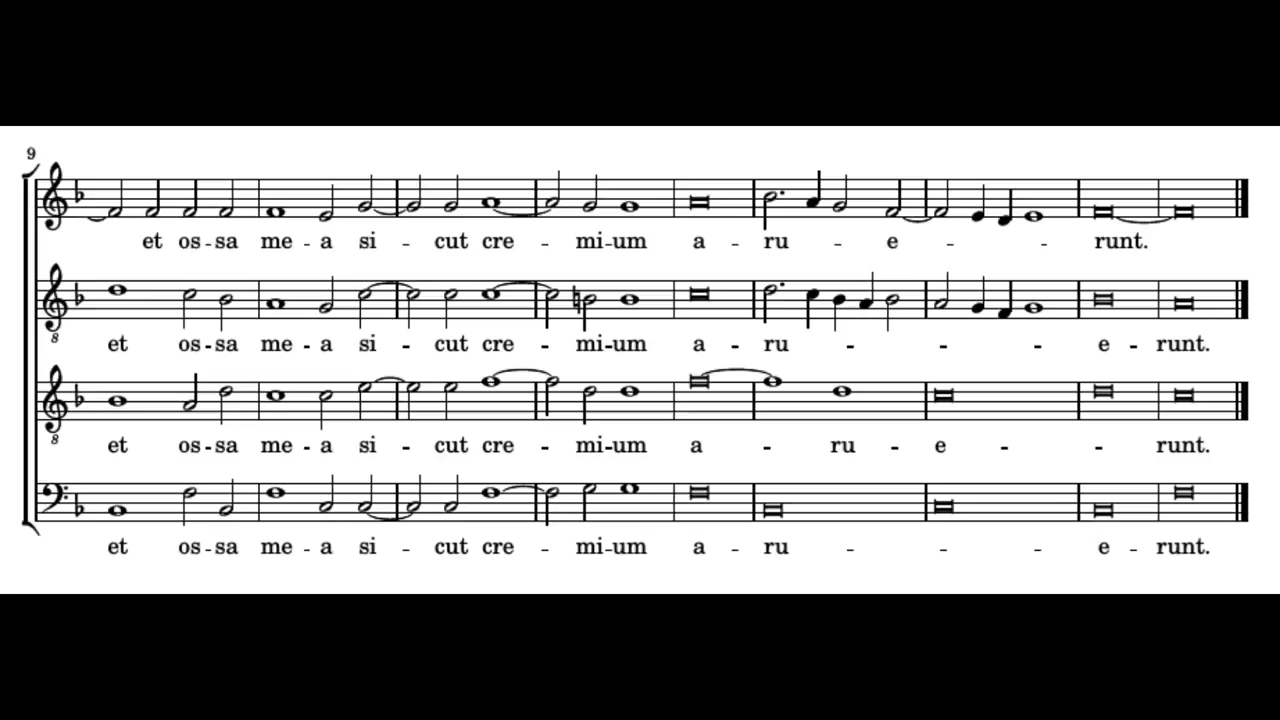 9
et os - sa me - a si - cut cre - mi - um a - ru - e - - runt.
8
et os - sa me - a si - cut cre - mi - um a - ru - - - e - runt.
8
et os - sa me - a si - cut cre - mi - um a - ru - e - - runt.
et os - sa me - a si - cut cre - mi - um a - ru - - - e - runt.